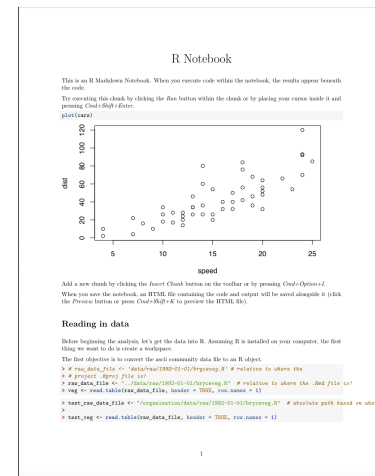 R Notebook
This is an R Markdown Notebook. When you execute code within the notebook, the results appear beneath
the code.
Try executing this chunk by clicking the Run button within the chunk or by placing your cursor inside it and
pressing Cmd+Shift+Enter.
plot(cars)
dist
0 20 40 60 80 100 120
5 10 15 20 25
speed
Add a new chunk by clicking the Insert Chunk button on the toolbar or by pressing Cmd+Option+I.
When you save the notebook, an HTML file containing the code and output will be saved alongside it (click
the Preview button or press Cmd+Shift+K to preview the HTML file).
Reading in data
Before beginning the analysis, let's get the data into R. Assuming R is installed on your computer, the first
thing we want to do is create a workspace.
The first objective is to convert the ascii community data file to an R object.
> # raw_data_file <- 'data/raw/1992-01-01/bryceveg.R' # relative to where the
> # project .Rproj file is!
> raw_data_file <- "../data/raw/1992-01-01/bryceveg.R" # relative to where the .Rmd file is!
> veg <- read.table(raw_data_file, header = TRUE, row.names = 1)
> test_raw_data_file <- "/organisation/data/raw/1992-01-01/bryceveg.R" # absolute path based on whe
>
> test_veg <- read.table(raw_data_file, header = TRUE, row.names = 1)
1